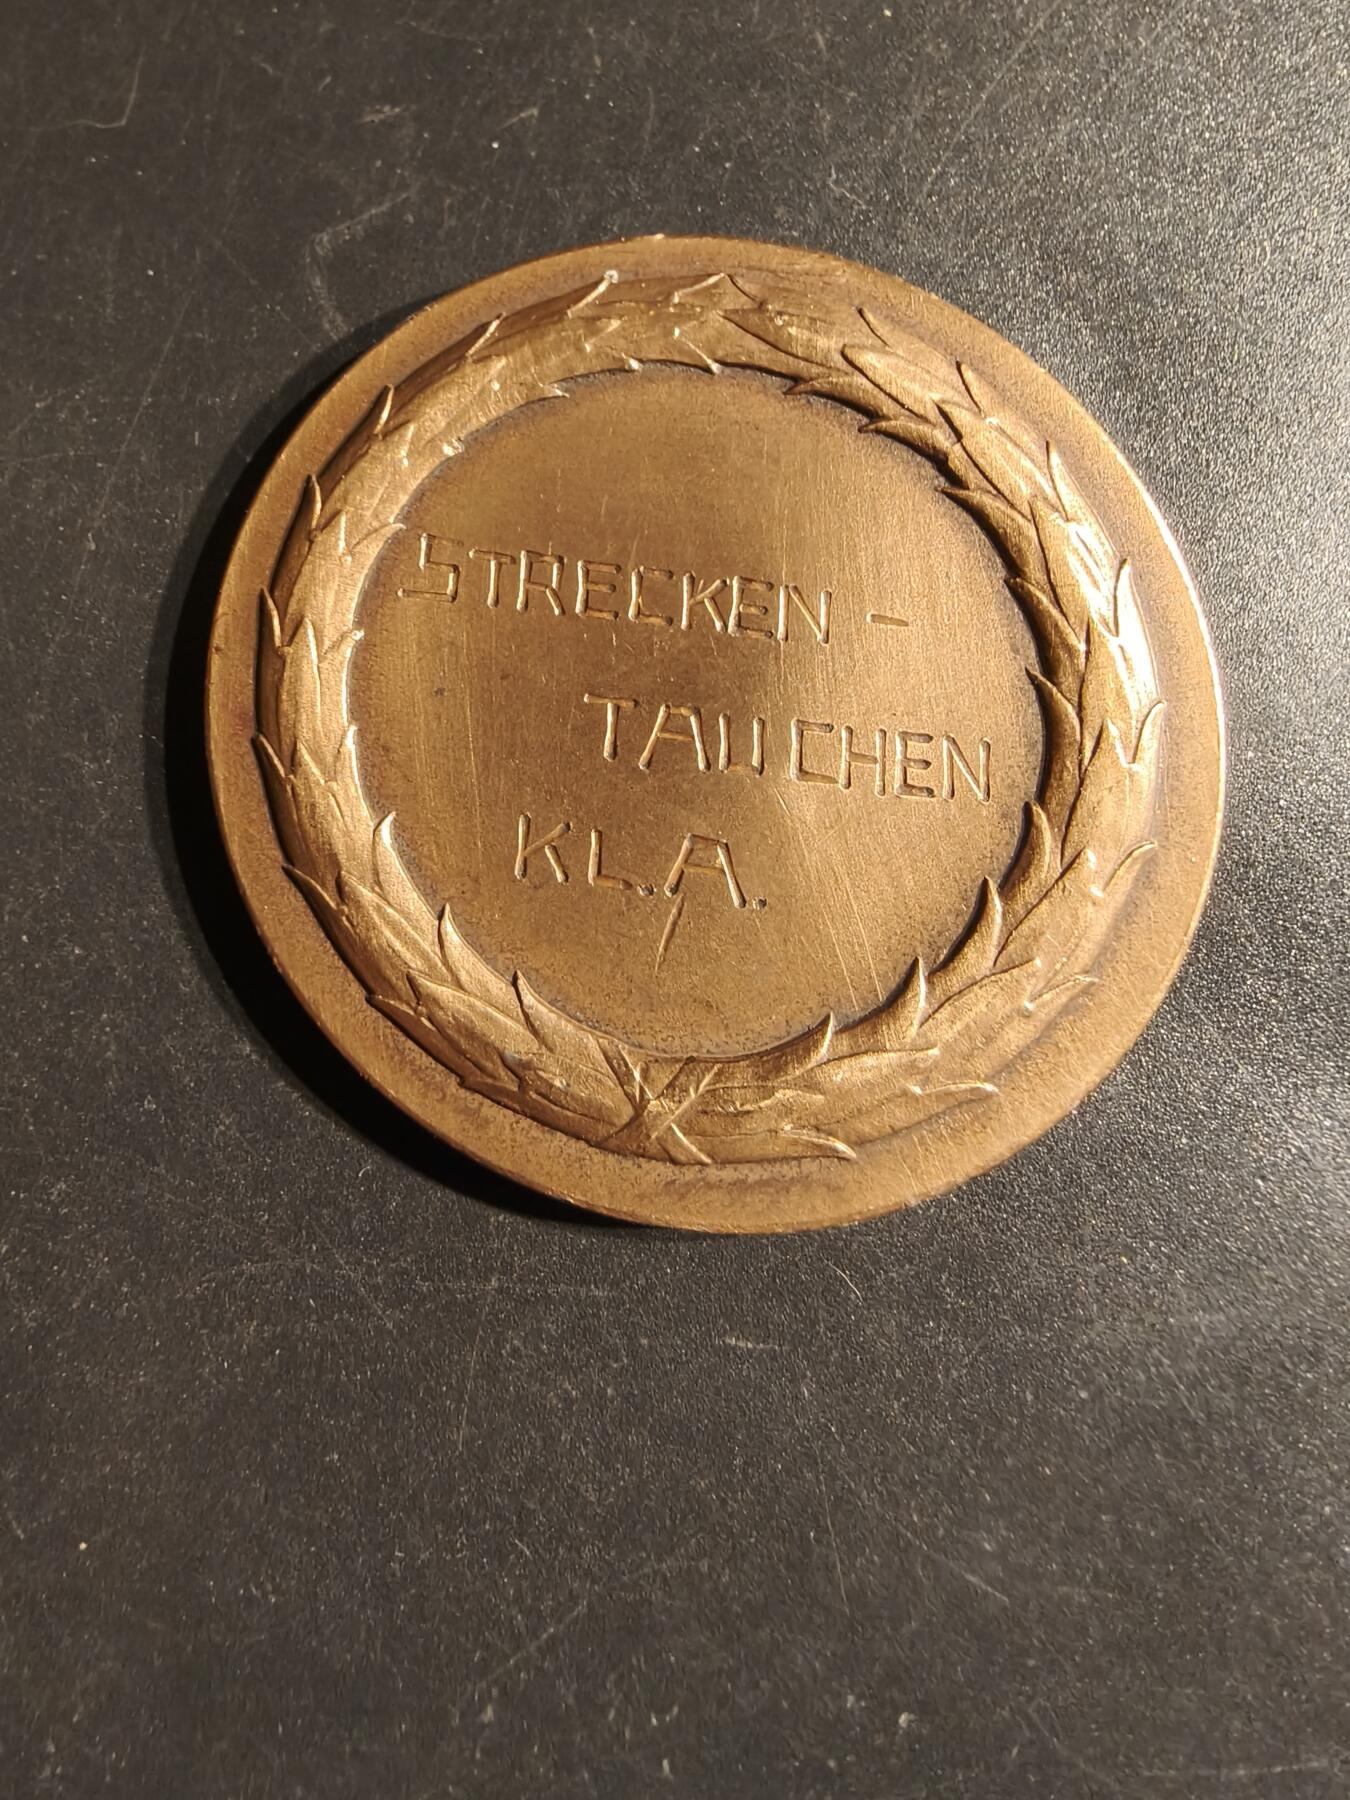 STRECKEN -
TAUCHEN
KL.A.